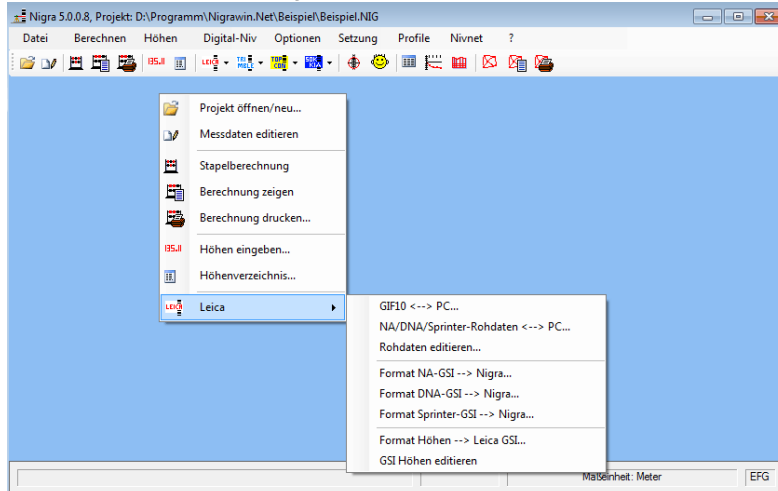 Nigra 5.0.0.8, Projekt: D:\Programm\Nigrawin.Net\Beispiel\Beispiel.NIG
Datei Berechnen Höhen Digital-Niv Optionen Setzung Profile Nivnet ?
Projekt öffnen/neu...
Messdaten editieren
Stapelberechnung
Berechnung zeigen
Berechnung drucken...
Höhen eingeben...
Höhenverzeichnis...
Leica
GIF10 <--> PC...
NA/DNA/Sprinter-Rohdaten <--> PC...
Rohdaten editieren...
Format NA-GSI --> Nigra...
Format DNA-GSI --> Nigra...
Format Sprinter-GSI --> Nigra...
Format Höhen --> Leica GSI...
GSI Höhen editieren
Maßeinheit: Meter EFG